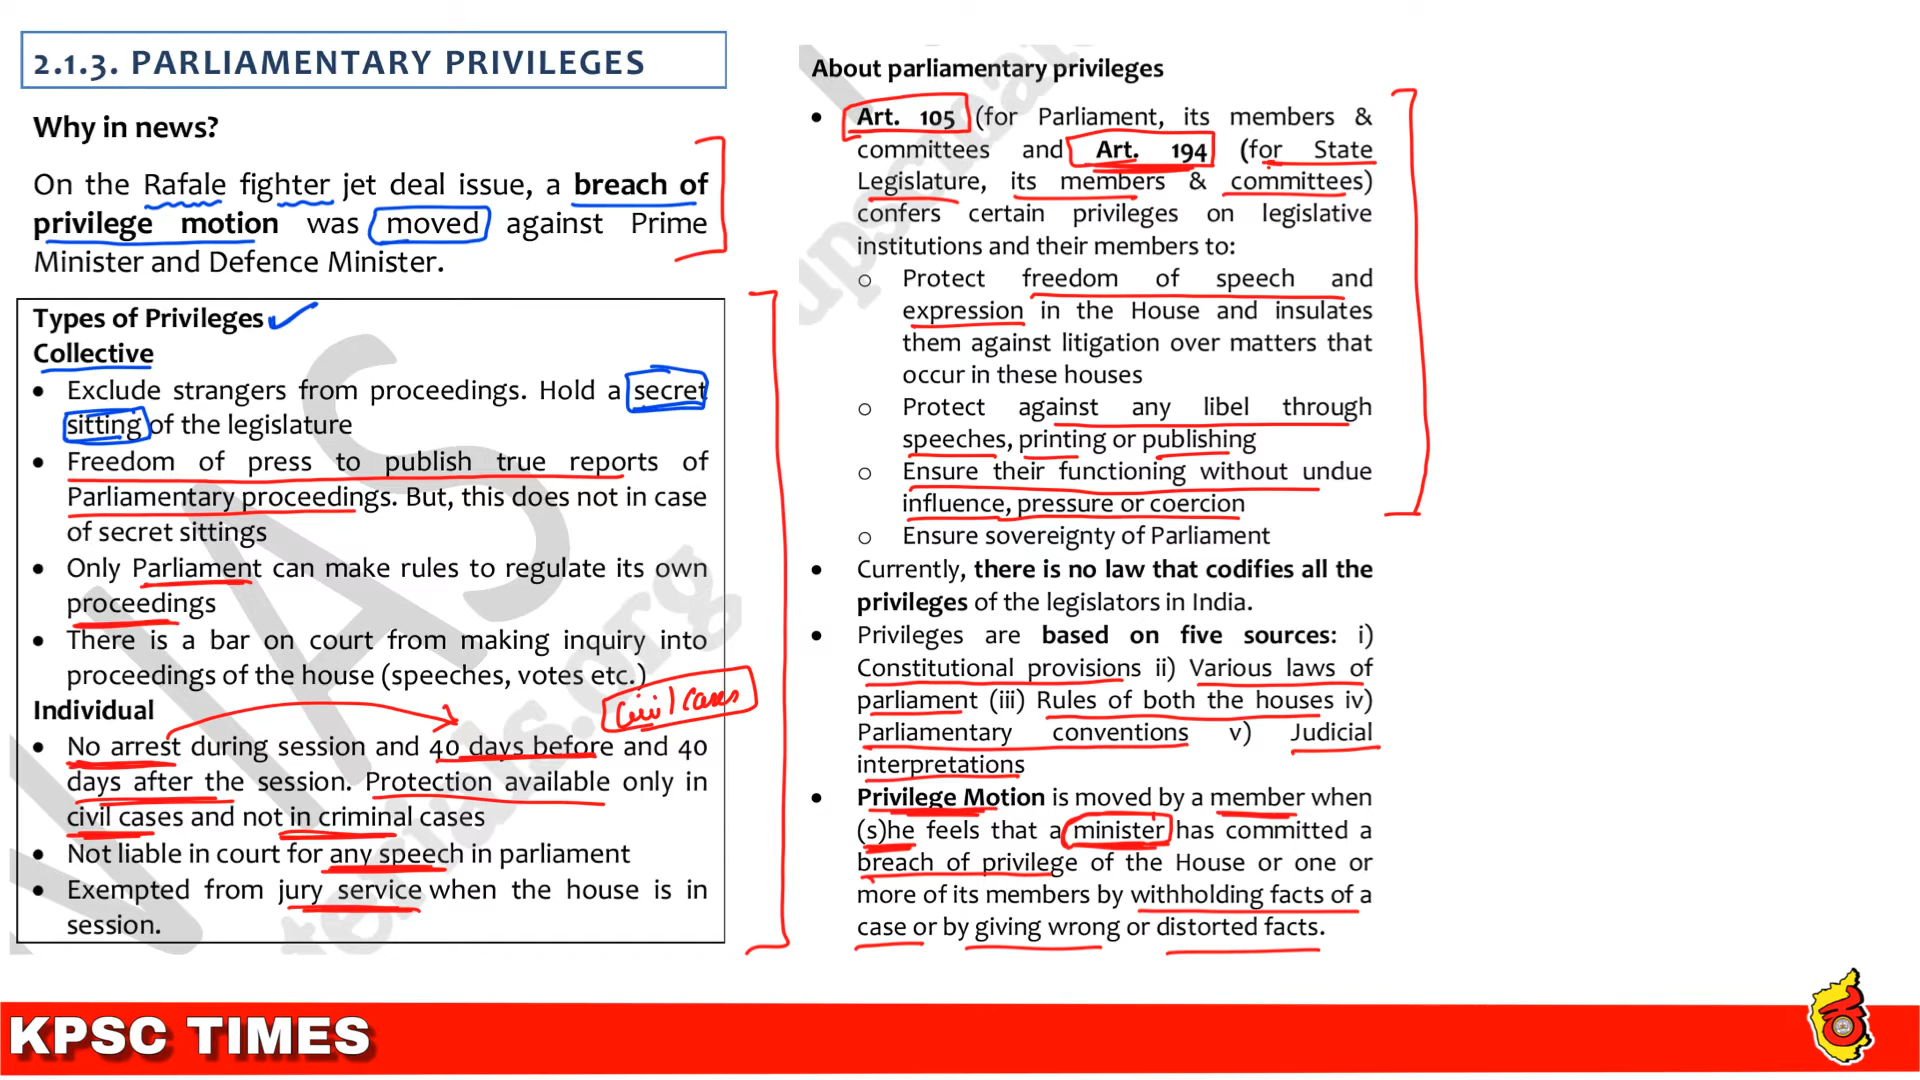 2.1.3. PARLIAMENTARY PRIVILEGES
Why in news?
On the Rafale fighter jet deal issue, a breach of
privilege motion was moved against Prime
Minister and Defence Minister.
Types of Privileges
Collective
• Exclude strangers from proceedings. Hold a secret
sitting of the legislature
• Freedom of press to publish true reports of
Parliamentary proceedings. But, this does not in case
of secret sittings
• Only Parliament can make rules to regulate its own
proceedings
• There is a bar on court from making inquiry into
proceedings of the house (speeches, votes etc.)
Civil Cases
Individual
• No arrest during session and 40 days before and 40
days after the session. Protection available only in
civil cases and not in criminal cases
• Not liable in court for any speech in parliament
• Exempted from jury service when the house is in
session.
About parliamentary privileges
• Art. 105 (for Parliament, its members &
committees and Art. 194 (for State
Legislature, its members & committees)
confers certain privileges on legislative
institutions and their members to:
o Protect freedom of speech and
expression in the House and insulates
them against litigation over matters that
occur in these houses
o Protect against any libel through
speeches, printing or publishing
o Ensure their functioning without undue
influence, pressure or coercion
o Ensure sovereignty of Parliament
• Currently, there is no law that codifies all the
privileges of the legislators in India.
• Privileges are based on five sources: i)
Constitutional provisions ii) Various laws of
parliament (iii) Rules of both the houses iv)
Parliamentary conventions v) Judicial
interpretations
• Privilege Motion is moved by a member when
(s)he feels that a minister has committed a
breach of privilege of the House or one or
more of its members by withholding facts of a
case or by giving wrong or distorted facts.
KPSC TIMES